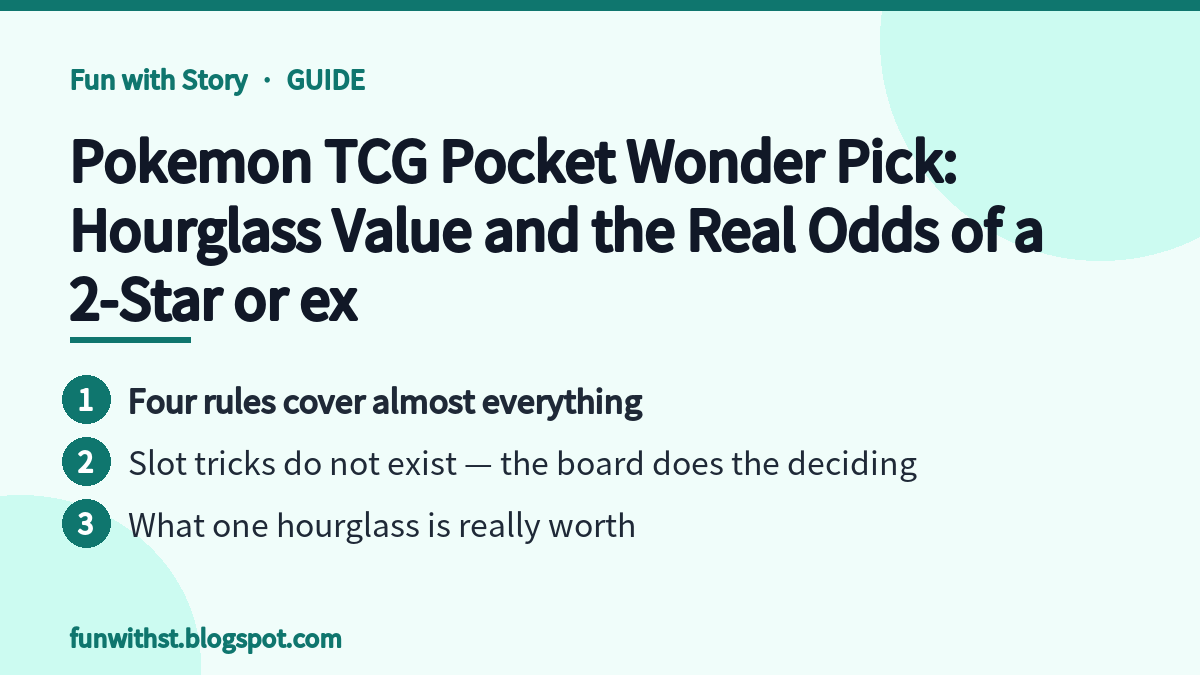 Fun with Story · GUIDE
Pokemon TCG Pocket Wonder Pick:
Hourglass Value and the Real Odds of a
2-Star or ex
1 Four rules cover almost everything
2 Slot tricks do not exist — the board does the deciding
3 What one hourglass is really worth
funwithst.blogspot.com